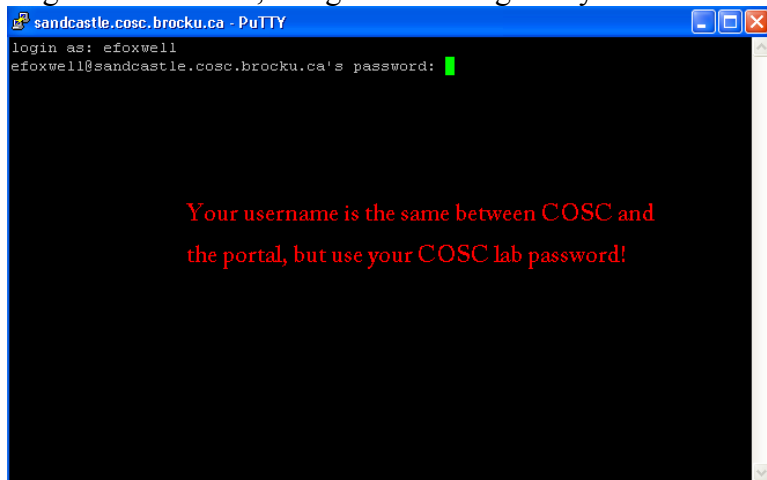 sandcastle.cosc.brocku.ca - PuTTY
login as: efoxwell
efoxwell@sandcastle.cosc.brocku.ca's password:
Your username is the same between COSC and
the portal, but use your COSC lab password!